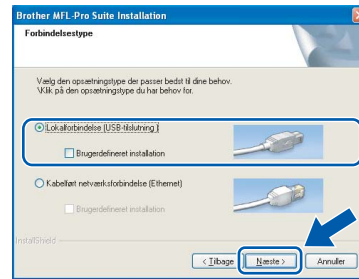 Brother MFL-Pro Suite Installation
Forbindelsestype
Vælg den opsætningstype der passer bedst til dine behov.
\Klik på den opsætningstype du har behov for.
Lokalforbindelse (USB-tilslutning )
Brugerdefineret installation
Kabelført netværksforbindelse (Ethernet)
Brugerdefineret installation
InstallShield
< Tilbage
Næste >
Annuller